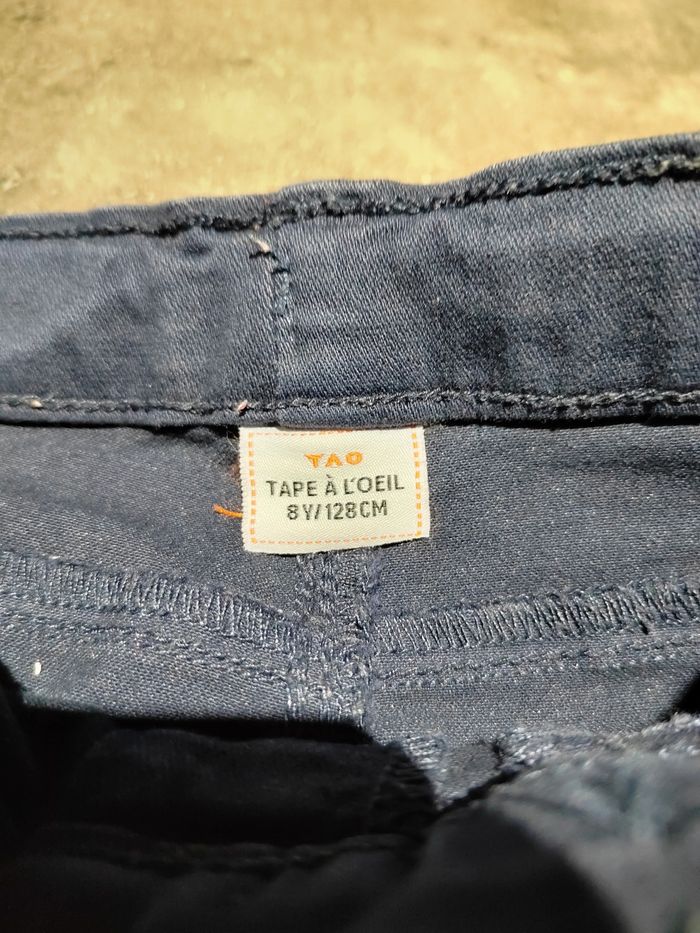 TAO
TAPE À L'OEIL
8Y/128CM